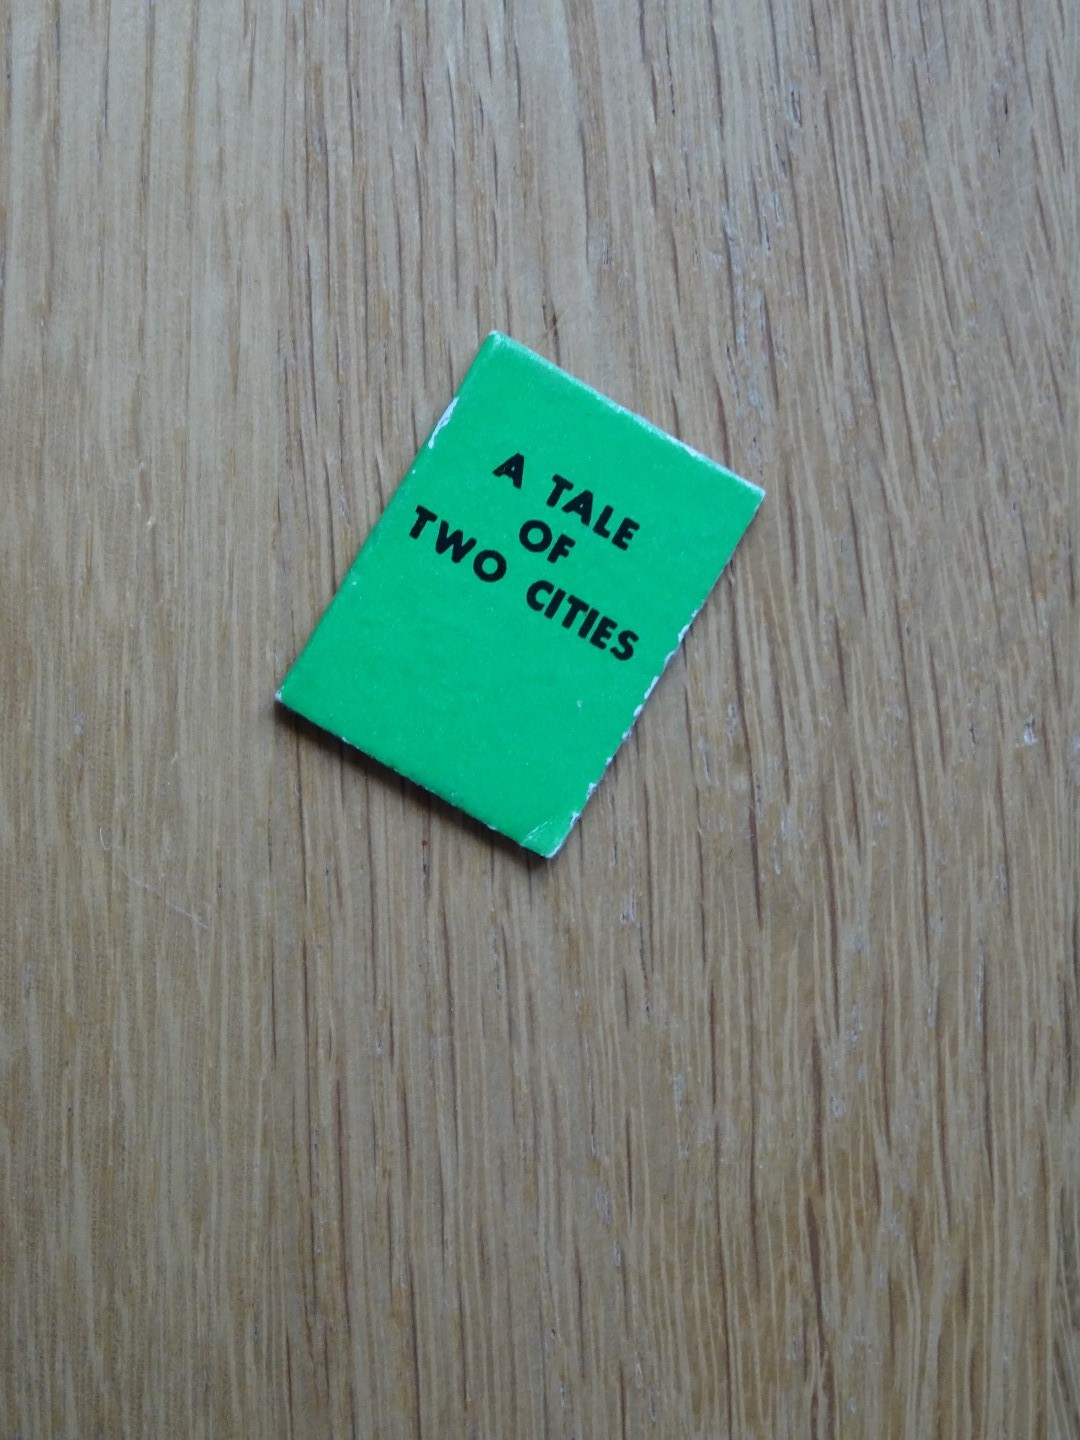 A TALE
OF
TWO CITIES